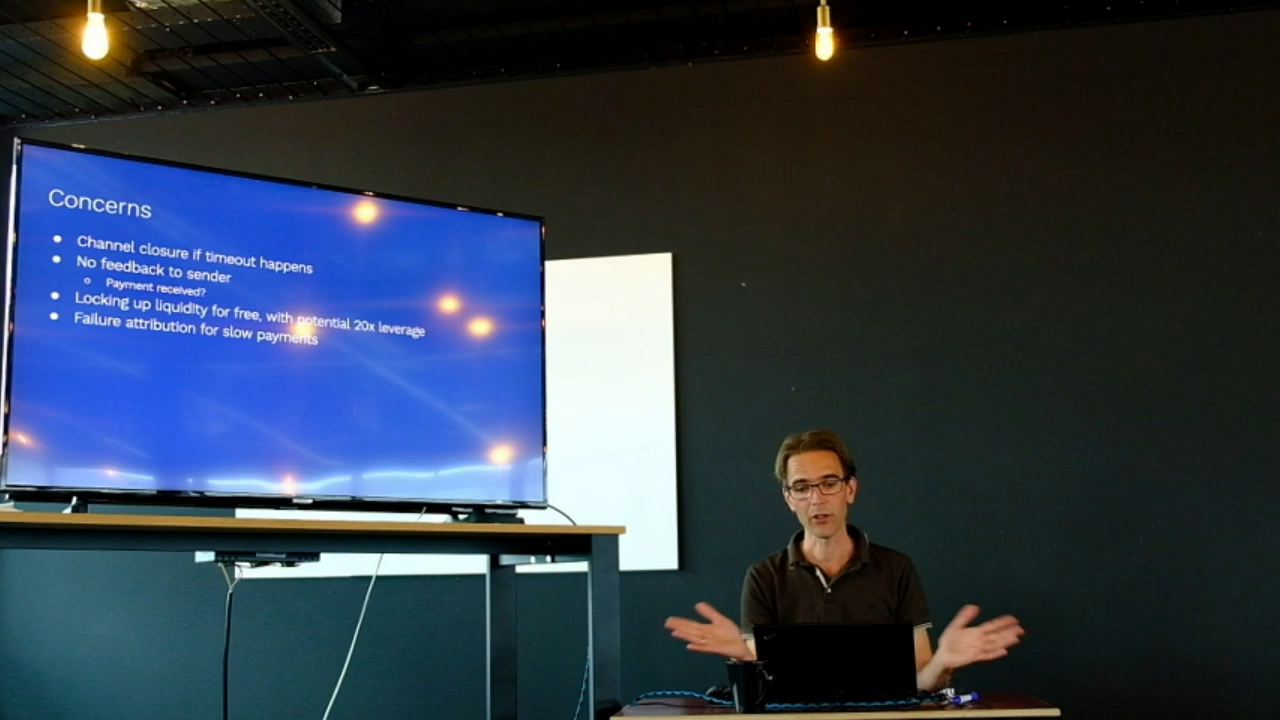 Concerns
● Channel closure if timeout happens
● No feedback to sender
○ Payment received?
● Locking up liquidity for free, with potential 20x leverage
● Failure attribution for slow payments